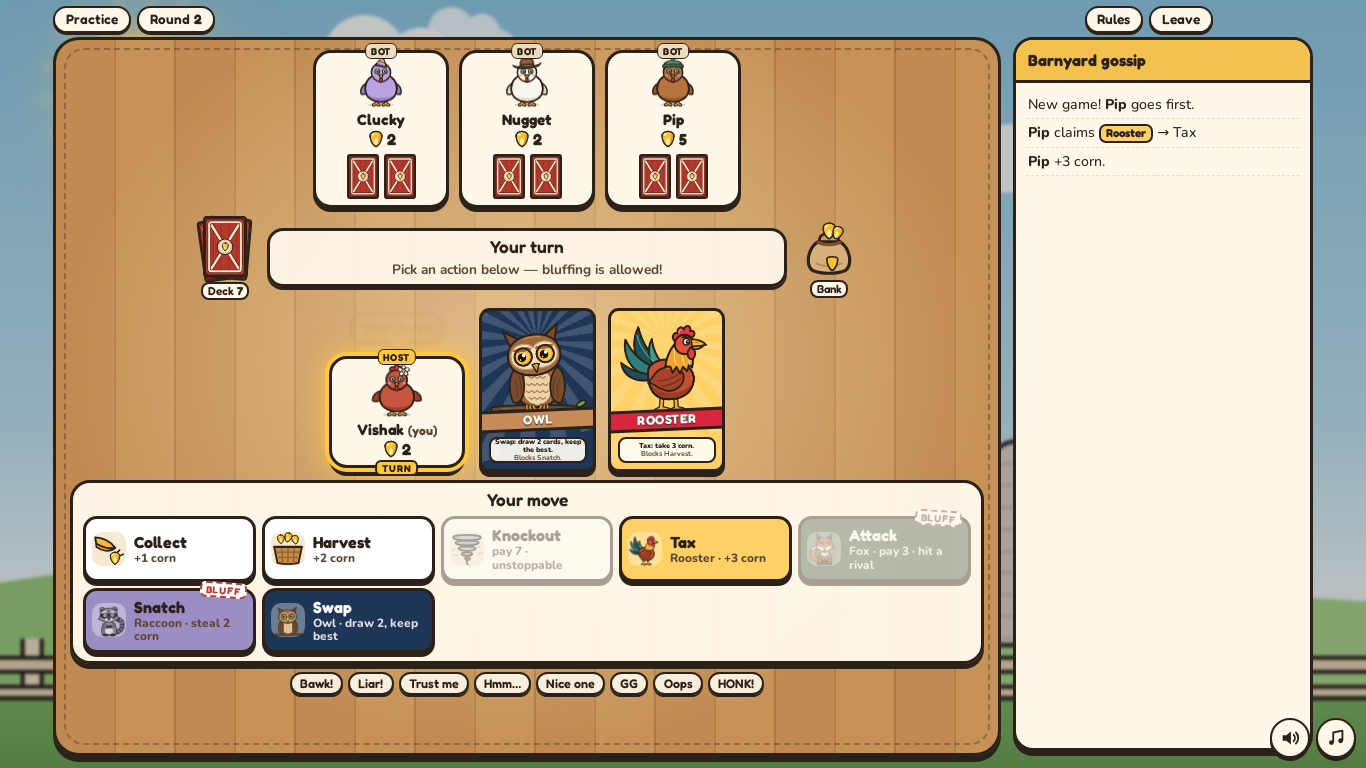 Practice
Round 2
Rules
Leave
BOT
Clucky
2
BOT
Nugget
2
BOT
Pip
5
Barnyard gossip
New game! Pip goes first.
Pip claims Rooster → Tax
Pip +3 corn.
Deck 7
Your turn
Pick an action below — bluffing is allowed!
Bank
Your turn!
HOST
Vishak (you)
2
TURN
OWL
Swap: draw 2 cards, keep
the best.
Blocks Snatch.
ROOSTER
Tax: take 3 corn.
Blocks Harvest.
Your move
Collect
+1 corn
Harvest
+2 corn
Knockout
pay 7 ·
unstoppable
Tax
Rooster · +3 corn
BLUFF
Attack
Fox · pay 3 · hit a
rival
BLUFF
Snatch
Raccoon · steal 2
corn
Swap
Owl · draw 2, keep
best
Bawk!
Liar!
Trust me
Hmm...
Nice one
GG
Oops
HONK!